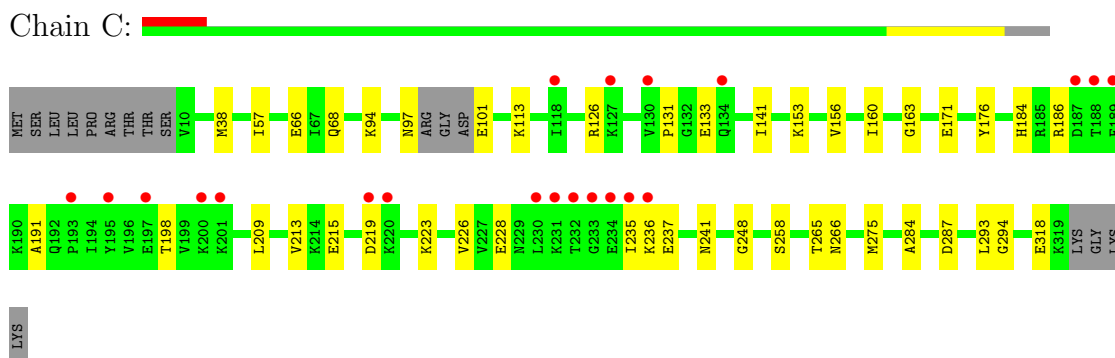 Chain C:
MET SER LEU LEU PRO ARG THR THR SER V10 M38 I57 E66 I67 Q68 K94 N97 ARG GLY ASP E101 K113 I118 R126 K127 V130 P131 G132 E133 Q134 I141 K153 V156 I160 G163 E171 Y176 H184 R185 R186 D187 T188 E189
K190 A191 Q192 P193 I194 Y195 V196 E197 T198 V199 K200 K201 L209 V213 K214 E215 D219 K220 K223 V226 V227 E228 N229 L230 K231 T232 G233 E234 I235 K236 E237 N241 G248 S258 T265 N266 M275 A284 D287 L293 G294 E318 K319 LYS GLY LYS
LYS